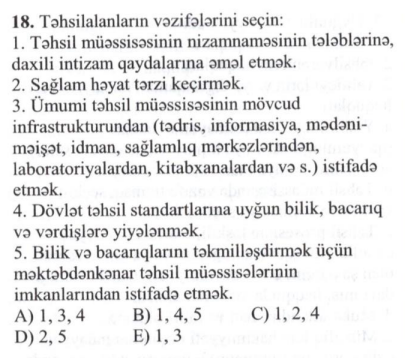 18. Təhsilalanların vəzifələrini seçin:
1. Təhsil müəssisəsinin nizamnaməsinin tələblərinə,
daxili intizam qaydalarına əməl etmək.
2. Sağlam həyat tərzi keçirmək.
3. Ümumi təhsil müəssisəsinin mövcud
infrastrukturundan (tədris, informasiya, mədəni-
məişət, idman, sağlamlıq mərkəzlərindən,
laboratoriyalardan, kitabxanalardan və s.) istifadə
etmək.
4. Dövlət təhsil standartlarına uyğun bilik, bacarıq
və vərdişlərə yiyələnmək.
5. Bilik və bacarıqlarını təkmilləşdirmək üçün
məktəbdənkənar təhsil müəssisələrinin
imkanlarından istifadə etmək.
A) 1, 3, 4 B) 1, 4, 5 C) 1, 2, 4
D) 2, 5 E) 1, 3